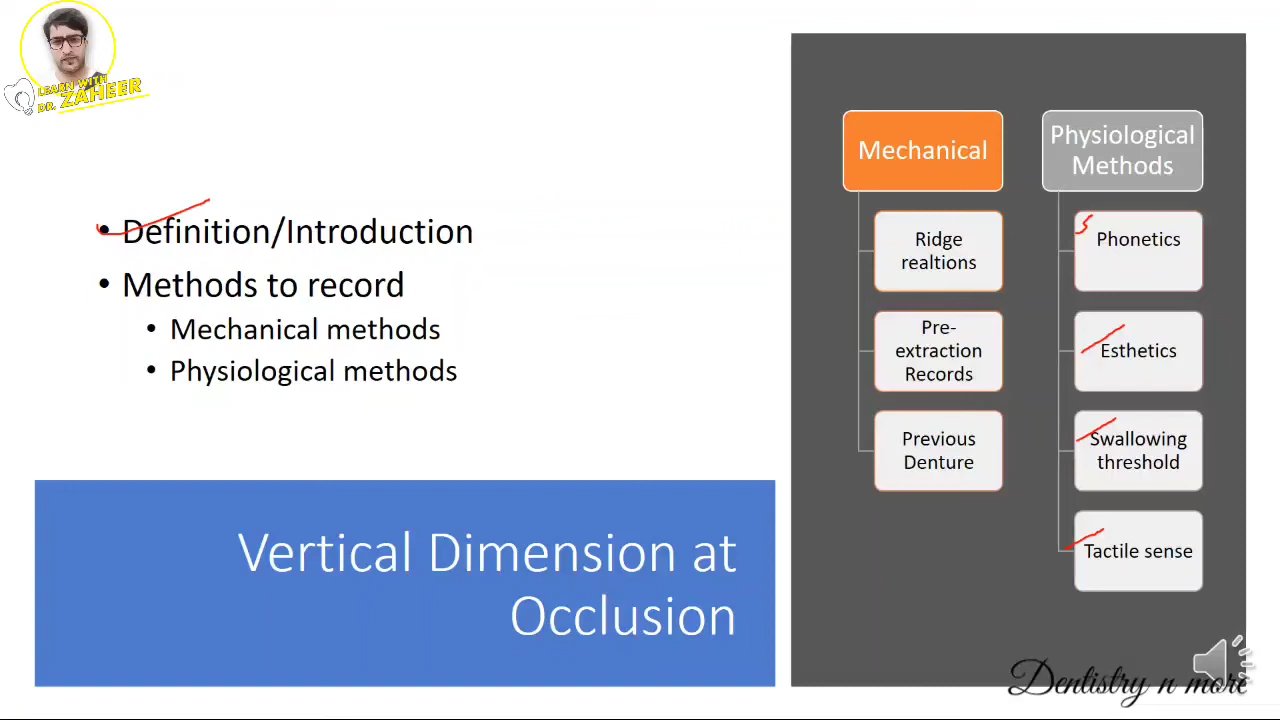 LEARN WITH
DR. ZAHEER
• Definition/Introduction
• Methods to record
• Mechanical methods
• Physiological methods
Vertical Dimension at
Occlusion
Mechanical
Ridge
realtions
Pre-
extraction
Records
Previous
Denture
Physiological
Methods
Phonetics
Esthetics
Swallowing
threshold
Tactile sense
Dentistry n more